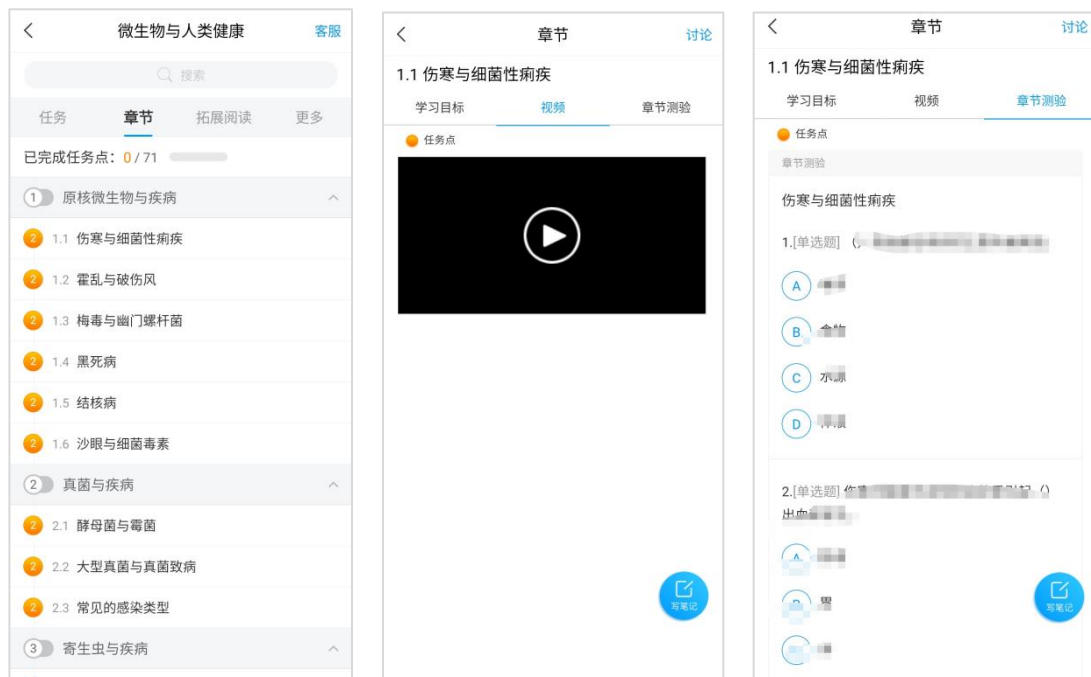 微生物与人类健康
客服
搜索
任务 章节 拓展阅读 更多
已完成任务点：0 / 71
1 原核微生物与疾病
2 1.1 伤寒与细菌性痢疾
2 1.2 霍乱与破伤风
2 1.3 梅毒与幽门螺杆菌
2 1.4 黑死病
2 1.5 结核病
2 1.6 沙眼与细菌毒素
2 真菌与疾病
2 2.1 酵母菌与霉菌
2 2.2 大型真菌与真菌致病
2 2.3 常见的感染类型
3 寄生虫与疾病
章节
讨论
1.1 伤寒与细菌性痢疾
学习目标 视频 章节测验
任务点
写笔记
章节
讨论
1.1 伤寒与细菌性痢疾
学习目标 视频 章节测验
任务点
章节测验
伤寒与细菌性痢疾
1.[单选题]
A
B
C
D
2.[单选题]
写笔记